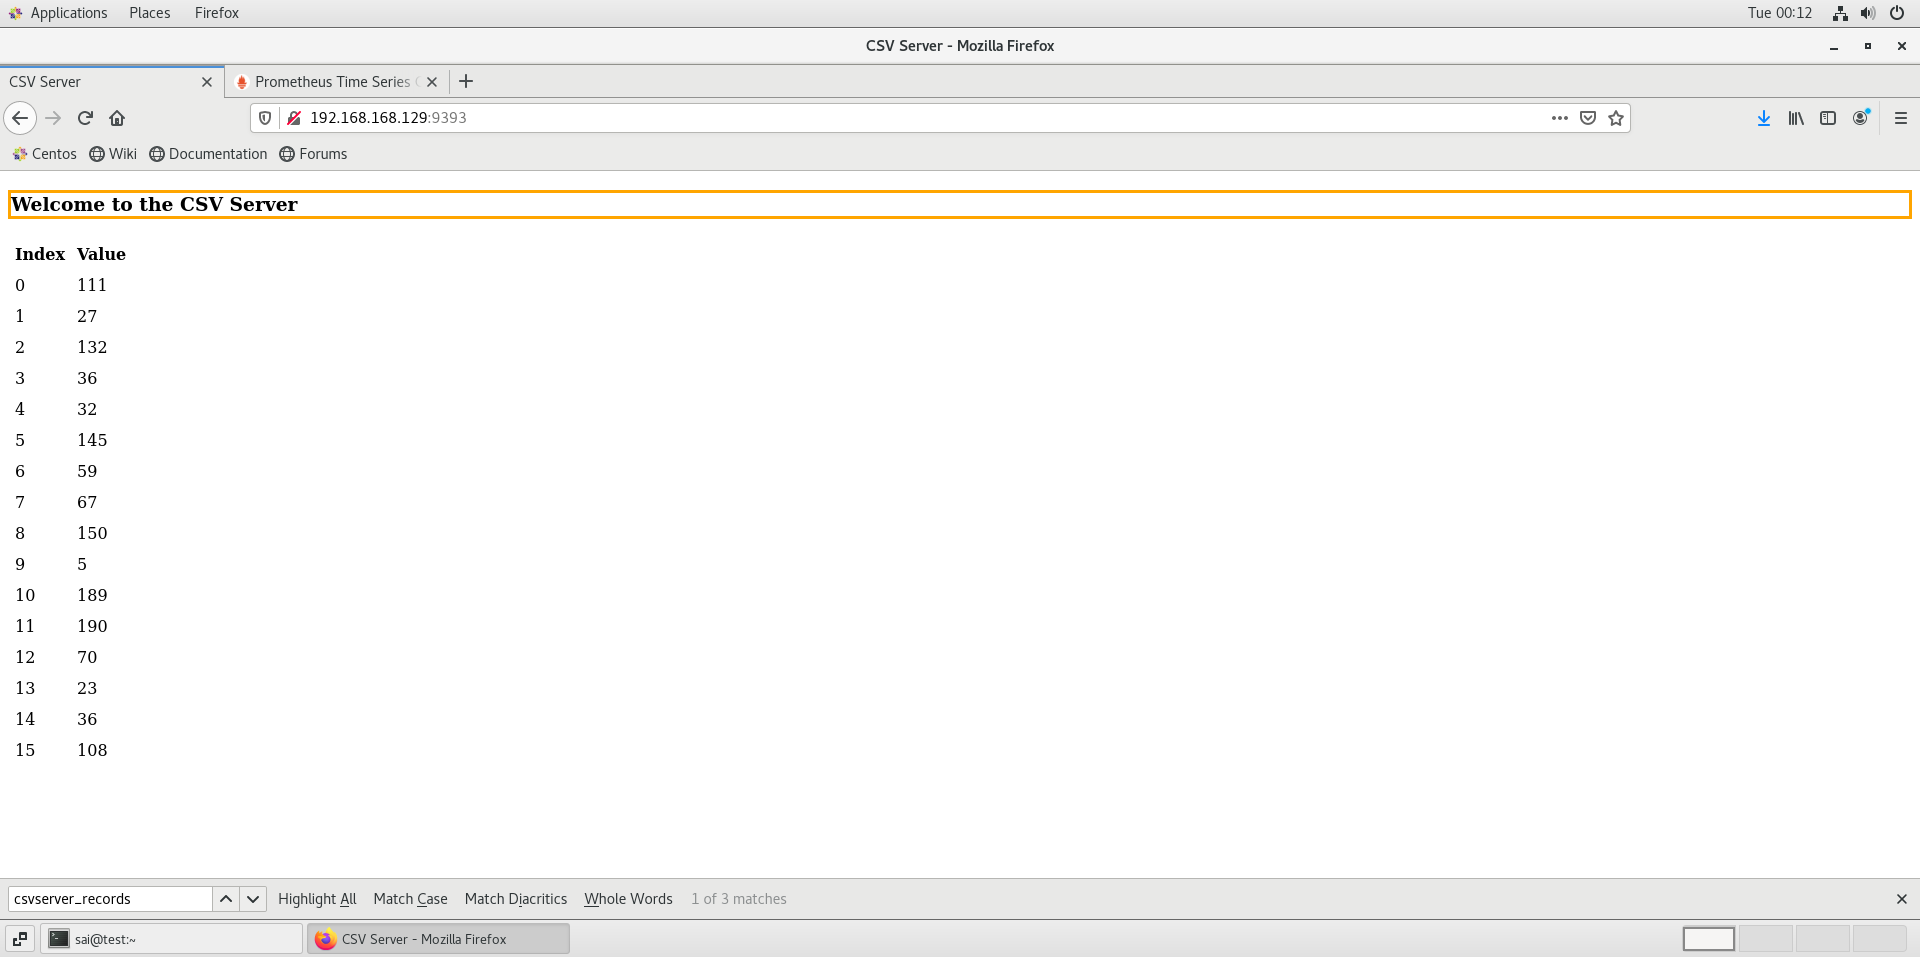 Applications Places Firefox Tue 00:12
CSV Server - Mozilla Firefox
CSV Server Prometheus Time Series
192.168.168.129:9393
Centos Wiki Documentation Forums
Welcome to the CSV Server
Index Value
0 111
1 27
2 132
3 36
4 32
5 145
6 59
7 67
8 150
9 5
10 189
11 190
12 70
13 23
14 36
15 108
csvserver_records Highlight All Match Case Match Diacritics Whole Words 1 of 3 matches
sai@test:~ CSV Server - Mozilla Firefox